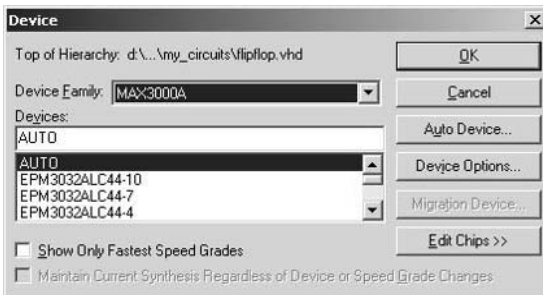 Device
Top of Hierarchy: d:\...\my_circuits\flipflop.vhd
OK
Device Family: MAX3000A
Cancel
Devices:
AUTO
Auto Device...
AUTO
EPM3032ALC44-10
EPM3032ALC44-7
EPM3032ALC44-4
Device Options...
Migration Device...
Edit Chips >>
Show Only Fastest Speed Grades
Maintain Current Synthesis Regardless of Device or Speed Grade Changes